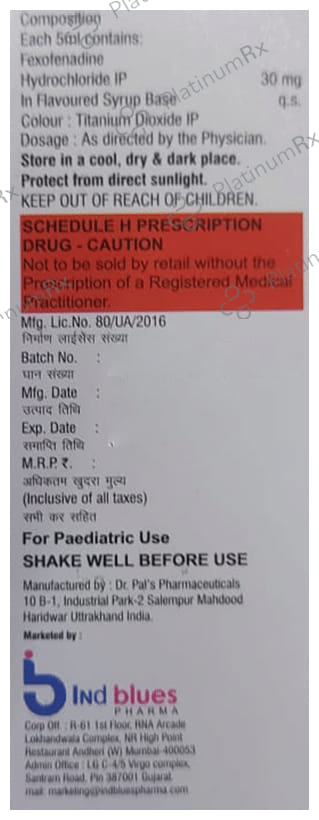 Composition
Each 5ml contains:
Fexofenadine
Hydrochloride IP 30 mg
In Flavoured Syrup Base q.s.
Colour : Titanium Dioxide IP
Dosage : As directed by the Physician.
Store in a cool, dry & dark place.
Protect from direct sunlight.
KEEP OUT OF REACH OF CHILDREN.
SCHEDULE H PRESCRIPTION
DRUG - CAUTION
Not to be sold by retail without the
Prescription of a Registered Medical
Practitioner.
Mfg. Lic.No. 80/UA/2016
निर्माण लाईसेंस संख्या
Batch No. :
घान संख्या
Mfg. Date :
उत्पाद तिथि
Exp. Date :
समाप्ति तिथि
M.R.P. ₹. :
अधिकतम खुदरा मुल्य
(Inclusive of all taxes)
सभी कर सहित
For Paediatric Use
SHAKE WELL BEFORE USE
Manufactured by : Dr. Pal's Pharmaceuticals
10 B-1, Industrial Park-2 Salempur Mahdood
Haridwar Uttrakhand India.
Marketed by :
IND blues
PHARMA
Corp Off. : R-61 1st Floor, RNA Arcade
Lokhandwala Complex, NR High Point
Restaurant Andheri (W) Mumbai-400053
Admin Office : LG C-4/5 Virgo complex,
Santram Road, Pin 387001 Gujarat.
mail: marketing@indbluespharma.com
PlatinumRx
PlatinumRx
PlatinumRx